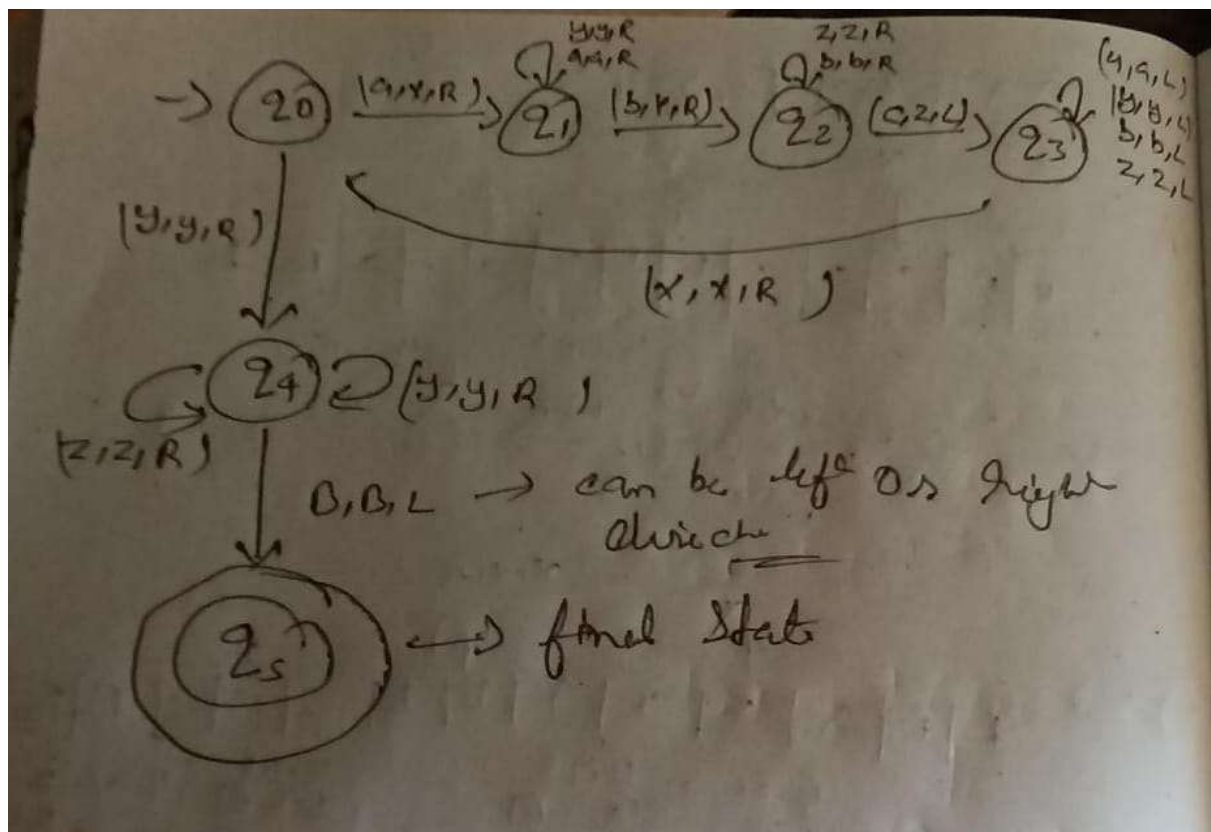 y,y,R
a,a,R
z,z,R
b,b,R
(a,a,L)
(y,y,L)
b,b,L
z,z,L
→ q0 (a,x,R) q1 (b,y,R) q2 (c,z,L) q3
(y,y,R)
(x,x,R)
q4 (y,y,R)
(z,z,R)
B,B,L → can be left or right
q5 → final state